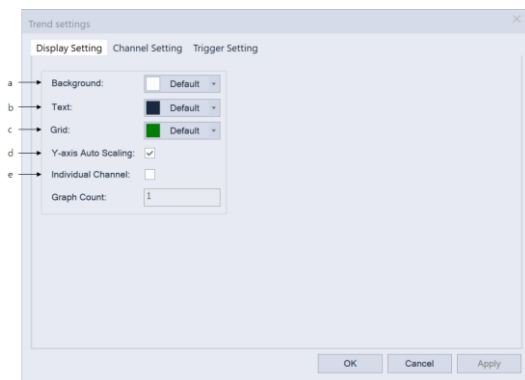 Trend settings
Display Setting Channel Setting Trigger Setting
a Background: Default
b Text: Default
c Grid: Default
d Y-axis Auto Scaling:
e Individual Channel:
Graph Count: 1
OK Cancel Apply